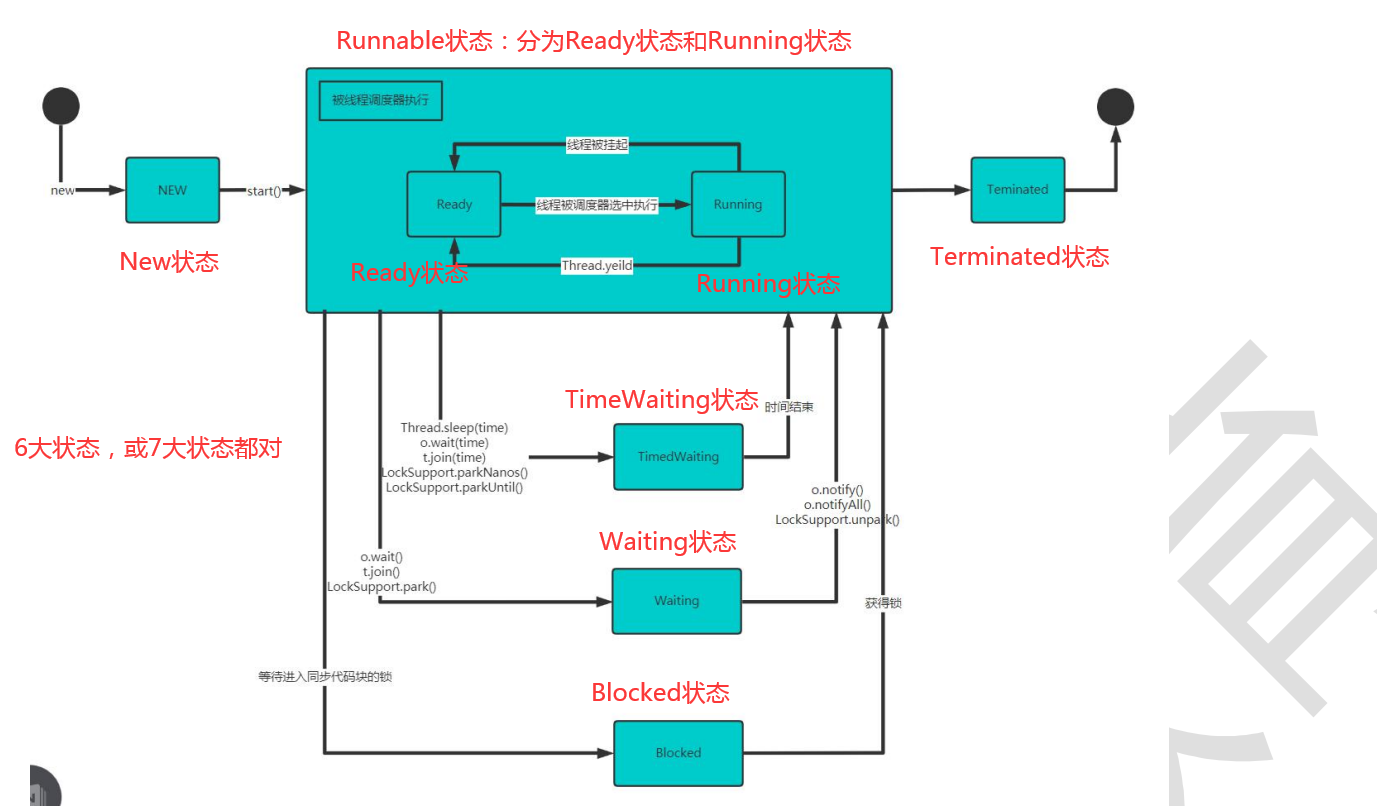 Runnable状态：分为Ready状态和Running状态
被线程调度器执行
线程被挂起
new
NEW
start()
Ready
线程被调度器选中执行
Running
Teminated
New状态
Ready状态
Thread.yeild
Running状态
Terminated状态
6大状态，或7大状态都对
TimeWaiting状态
时间结束
Thread.sleep(time)
o.wait(time)
t.join(time)
LockSupport.parkNanos()
LockSupport.parkUntil()
TimedWaiting
o.notify()
o.notifyAll()
LockSupport.unpark()
Waiting状态
o.wait()
t.join()
LockSupport.park()
Waiting
获得锁
等待进入同步代码块的锁
Blocked状态
Blocked